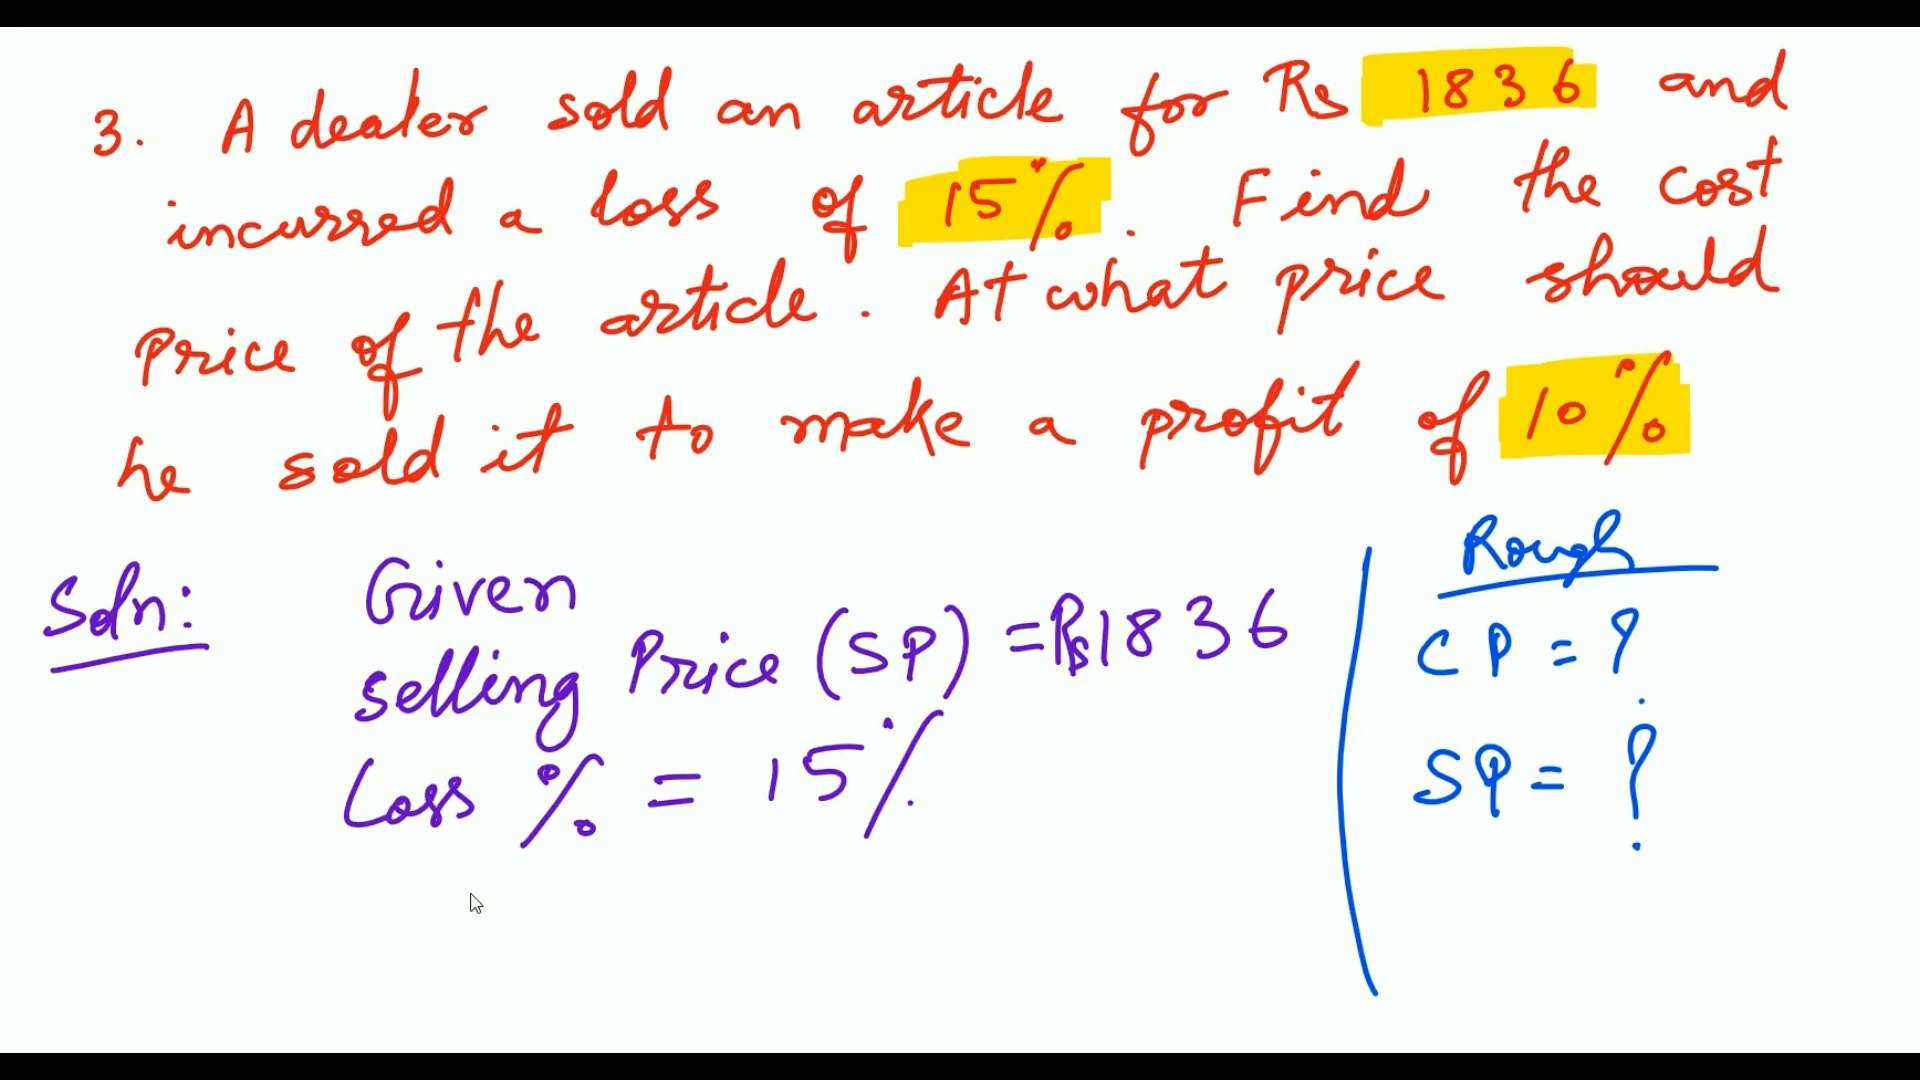 3. A dealer sold an article for Rs 1836 and
incurred a loss of 15%. Find the cost
price of the article. At what price should
he sold it to make a profit of 10%
Soln: Given
selling Price (SP) = Rs 1836
Loss % = 15%.
Rough
CP = ?
SP = ?